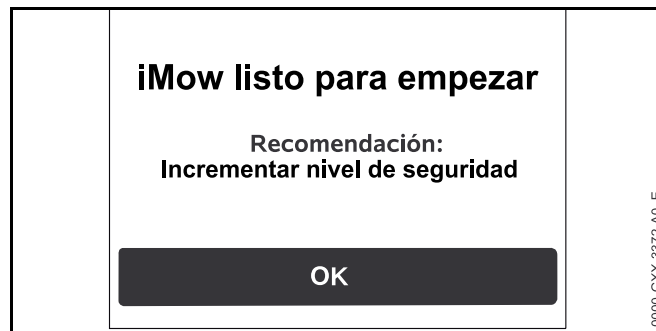 iMow listo para empezar
Recomendación:
Incrementar nivel de seguridad
OK